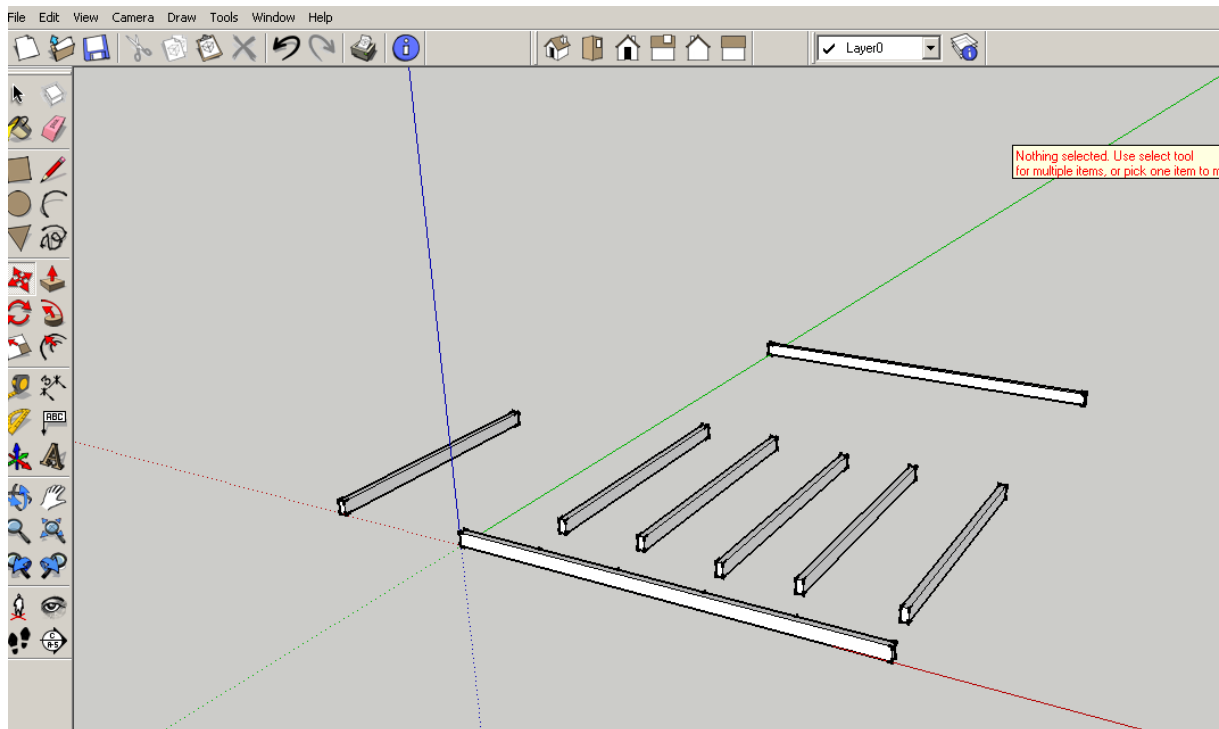 File Edit View Camera Draw Tools Window Help
Layer0
Nothing selected. Use select tool
for multiple items, or pick one item to
ABC
A
C
A-5